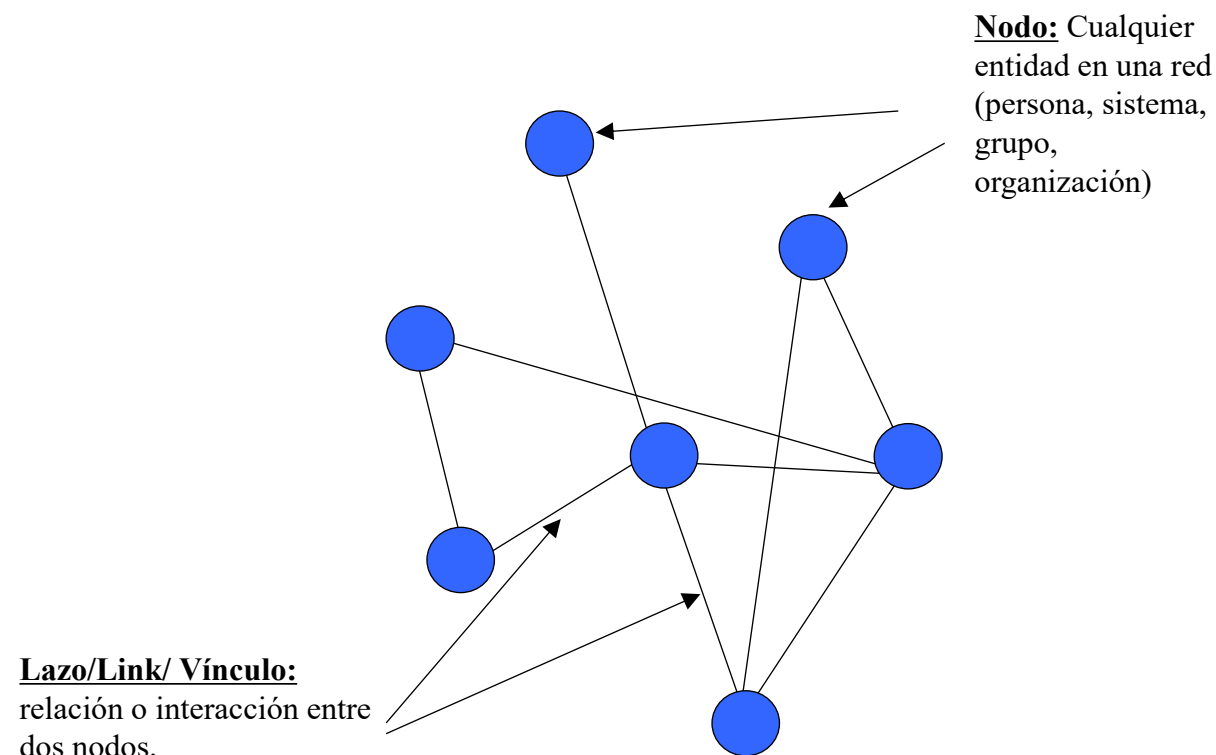 Nodo: Cualquier
entidad en una red
(persona, sistema,
grupo,
organización)
Lazo/Link/ Vínculo:
relación o interacción entre
dos nodos.